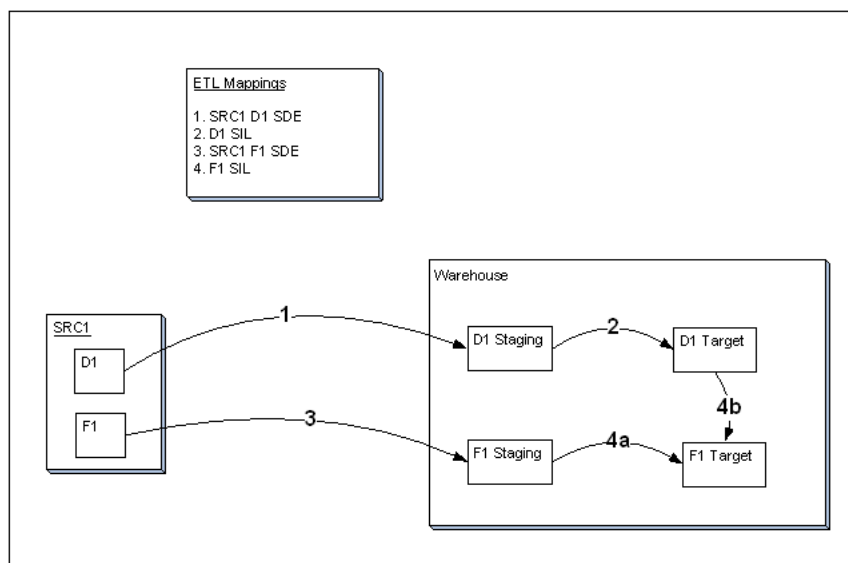 ETL Mappings
1. SRC1 D1 SDE
2. D1 SIL
3. SRC1 F1 SDE
4. F1 SIL
Warehouse
SRC1
1
D1 Staging
2
D1 Target
D1
4b
F1
3
F1 Staging
4a
F1 Target